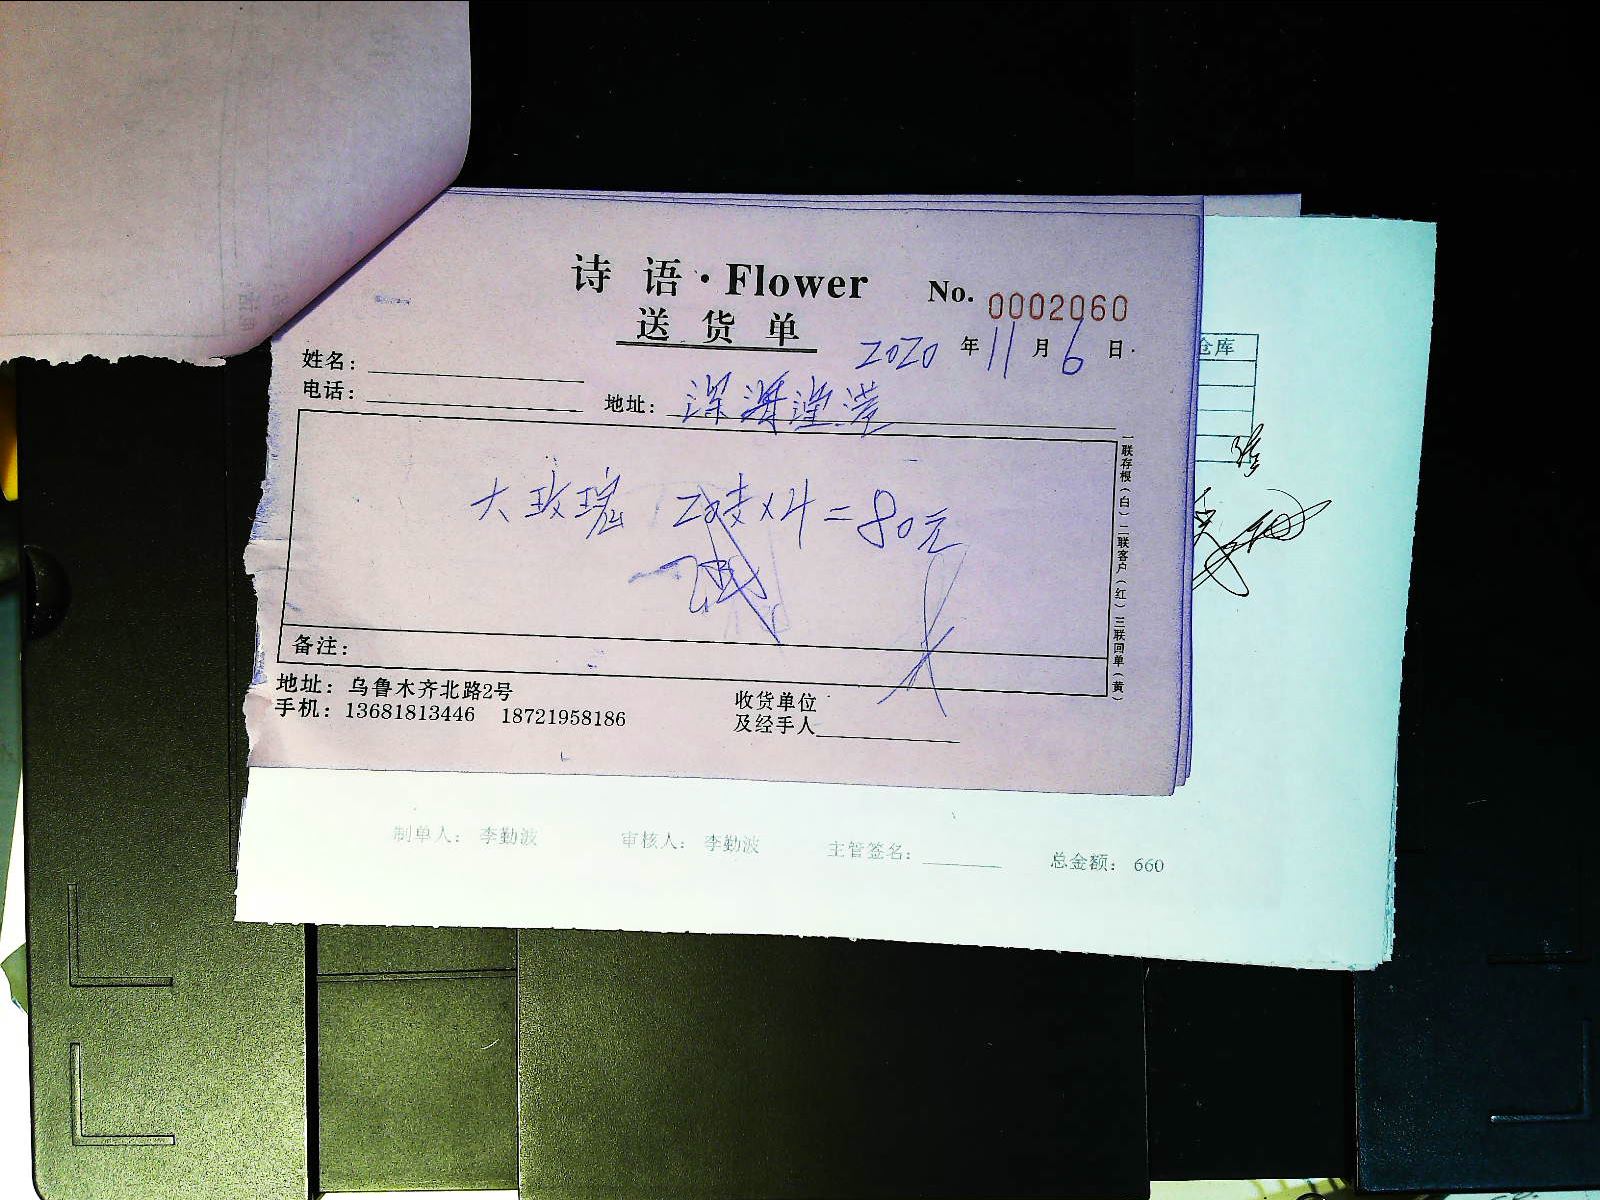 诗 语·Flower No. 0002060
送 货 单
2020 年 11 月 6 日
姓名：
电话：
地址：
大玫瑰 20支×4=80元
备注：
一联存根（白）二联客户（红）三联回单（黄）
地址：乌鲁木齐北路2号
手机：13681813446 18721958186
收货单位
及经手人
仓库
制单人： 李勤波 审核人： 李勤波 主管签名： 总金额： 660